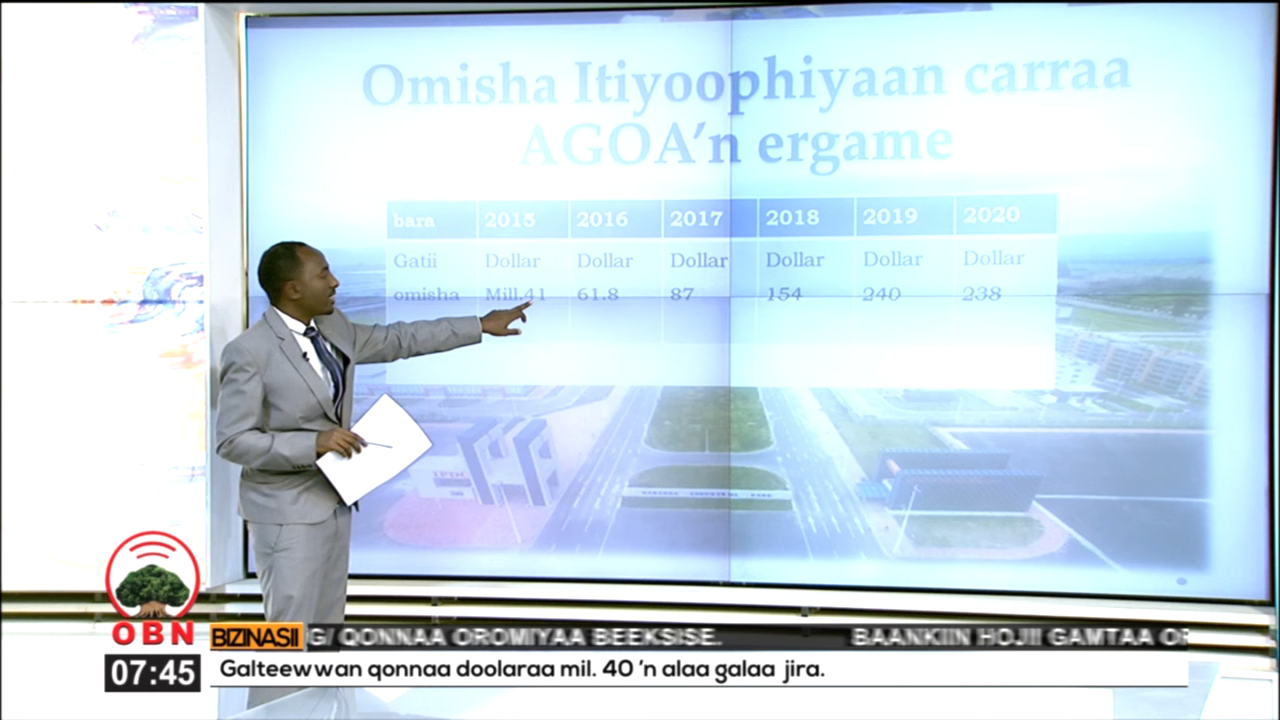 Omisha Itiyoophiyaan carraa
AGOA'n ergame
bara 2015 2016 2017 2018 2019 2020
Gatii Dollar Dollar Dollar Dollar Dollar Dollar
omisha Mill.41 61.8 87 154 240 238
OBN
BIZINASII G/ QONNAA OROMIYAA BEEKSISE. BAANKIIN HOJII GAMTAA OR
07:45 Galteewwan qonnaa doolaraa mil. 40 'n alaa galaa jira.